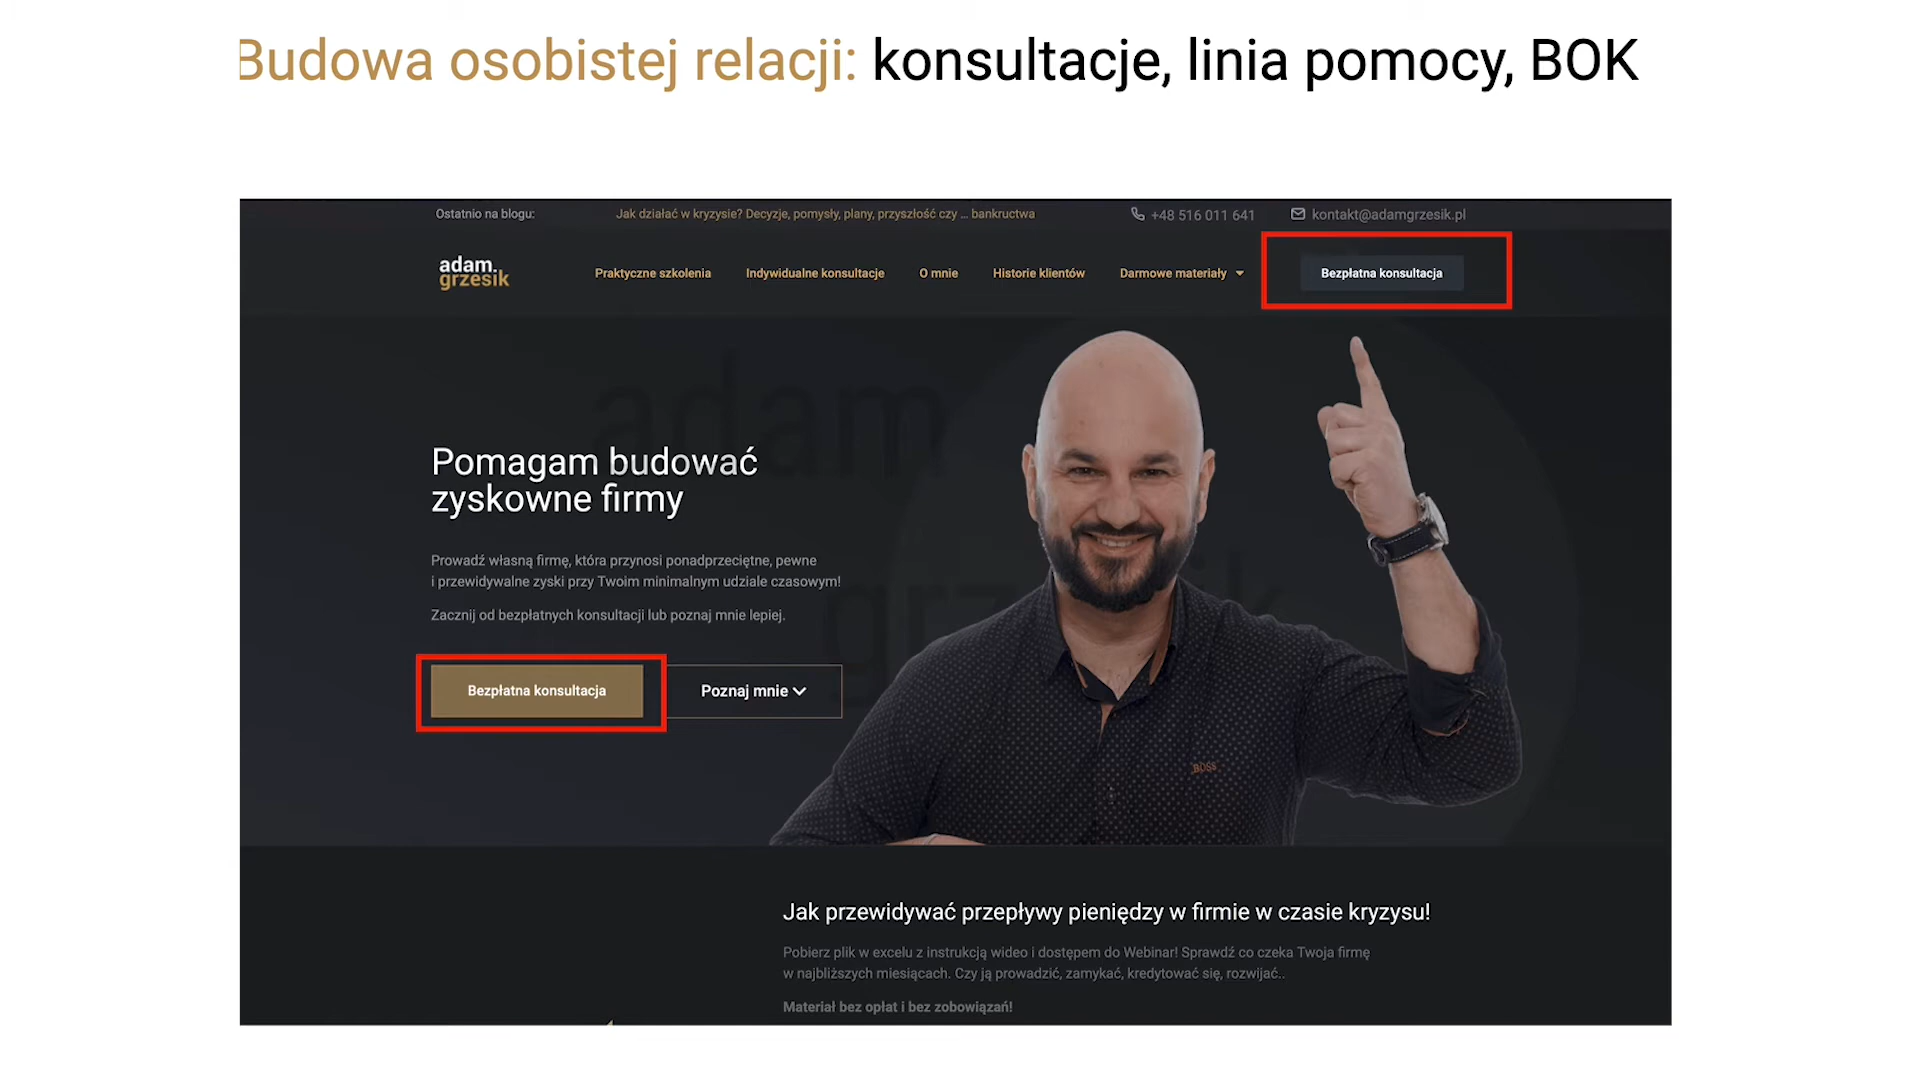 Budowa osobistej relacji: konsultacje, linia pomocy, BOK
Ostatnio na blogu:
Jak działać w kryzysie? Decyzje, pomysły, plany, przyszłość czy ... bankructwa
+48 516 011 641
kontakt@adamgrzesik.pl
adam.
grzesik
Praktyczne szkolenia
Indywidualne konsultacje
O mnie
Historie klientów
Darmowe materiały
Bezpłatna konsultacja
adam
grzesik
Pomagam budować
zyskowne firmy
Prowadź własną firmę, która przynosi ponadprzeciętne, pewne
i przewidywalne zyski przy Twoim minimalnym udziale czasowym!
Zacznij od bezpłatnych konsultacji lub poznaj mnie lepiej.
Bezpłatna konsultacja
Poznaj mnie
BOSS
Jak przewidywać przepływy pieniędzy w firmie w czasie kryzysu!
Pobierz plik w excelu z instrukcją wideo i dostępem do Webinar! Sprawdź co czeka Twoja firmę
w najbliższych miesiącach. Czy ją prowadzić, zamykać, kredytować się, rozwijać..
Materiał bez opłat i bez zobowiązań!